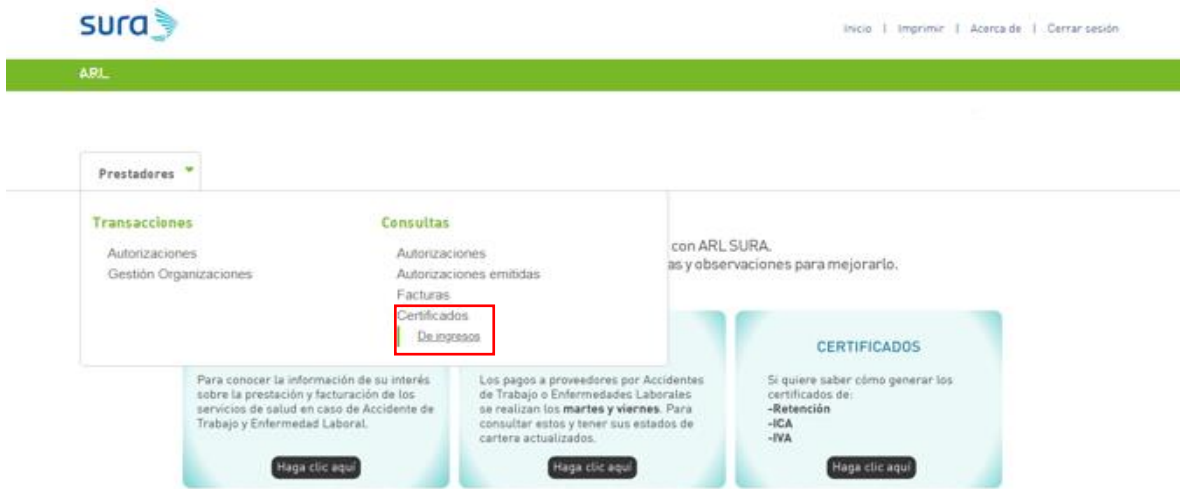 sura
Inicio | Imprimir | Acerca de | Cerrar sesión
ARL
Prestadores
Transacciones
Autorizaciones
Gestión Organizaciones
Consultas
Autorizaciones
Autorizaciones emitidas
Facturas
Certificados
De ingresos
con ARL SURA.
as y observaciones para mejorarlo.
Para conocer la información de su interés
sobre la prestación y facturación de los
servicios de salud en caso de Accidente de
Trabajo y Enfermedad Laboral.
Haga clic aquí
Los pagos a proveedores por Accidentes
de Trabajo o Enfermedades Laborales
se realizan los martes y viernes. Para
consultar estos y tener sus estados de
cartera actualizados.
Haga clic aquí
CERTIFICADOS
Si quiere saber cómo generar los
certificados de:
-Retención
-ICA
-IVA
Haga clic aquí